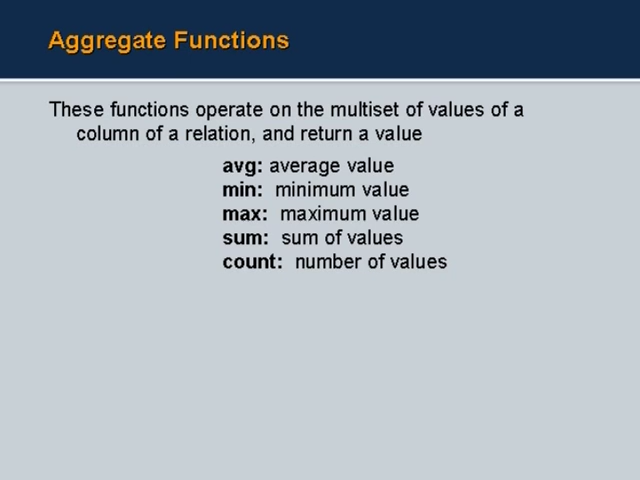 Aggregate Functions
These functions operate on the multiset of values of a
column of a relation, and return a value
avg: average value
min: minimum value
max: maximum value
sum: sum of values
count: number of values